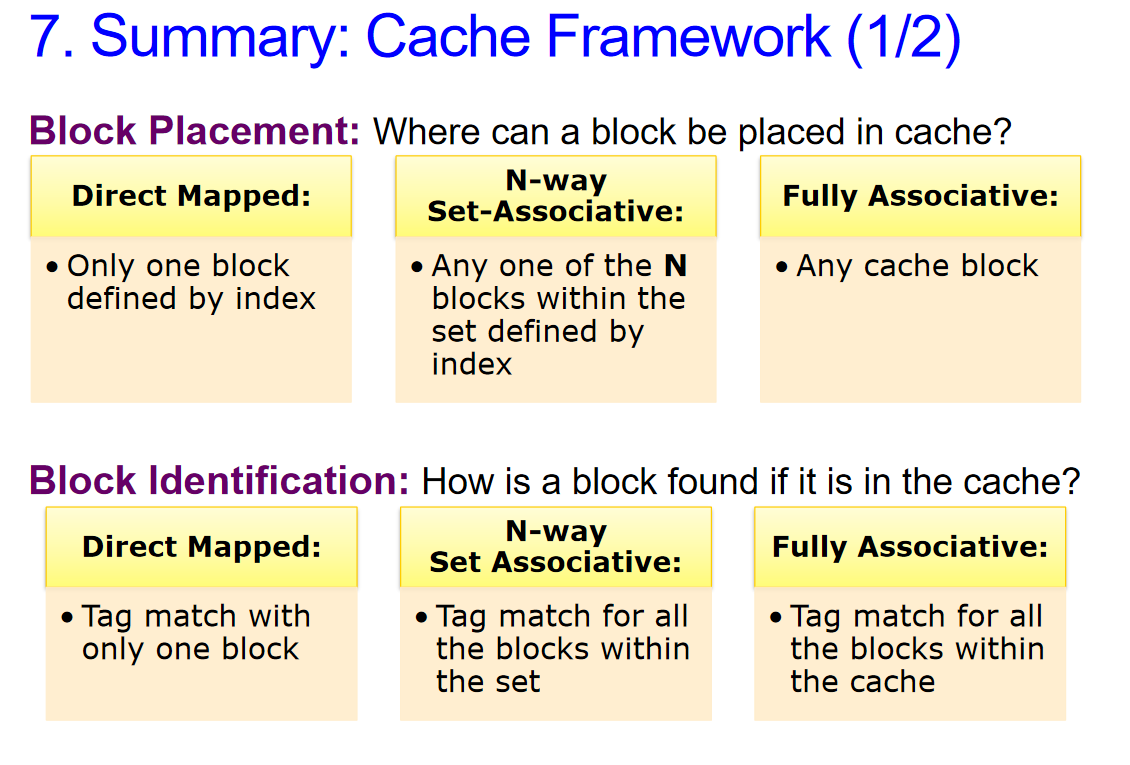 7. Summary: Cache Framework (1/2)
Block Placement: Where can a block be placed in cache?
Direct Mapped:
• Only one block
defined by index
N-way
Set-Associative:
• Any one of the N
blocks within the
set defined by
index
Fully Associative:
• Any cache block
Block Identification: How is a block found if it is in the cache?
Direct Mapped:
• Tag match with
only one block
N-way
Set Associative:
• Tag match for all
the blocks within
the set
Fully Associative:
• Tag match for all
the blocks within
the cache